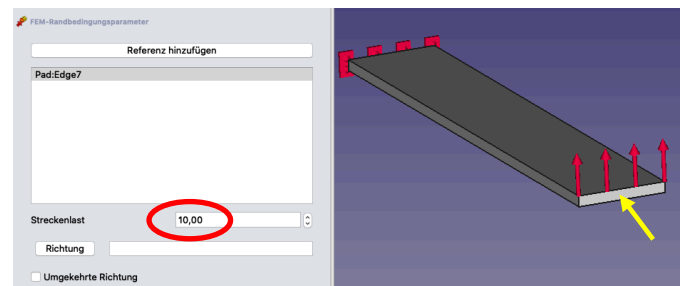 FEM-Randbedingungsparameter
Referenz hinzufügen
Pad:Edge7
Streckenlast 10,00
Richtung
Umgekehrte Richtung